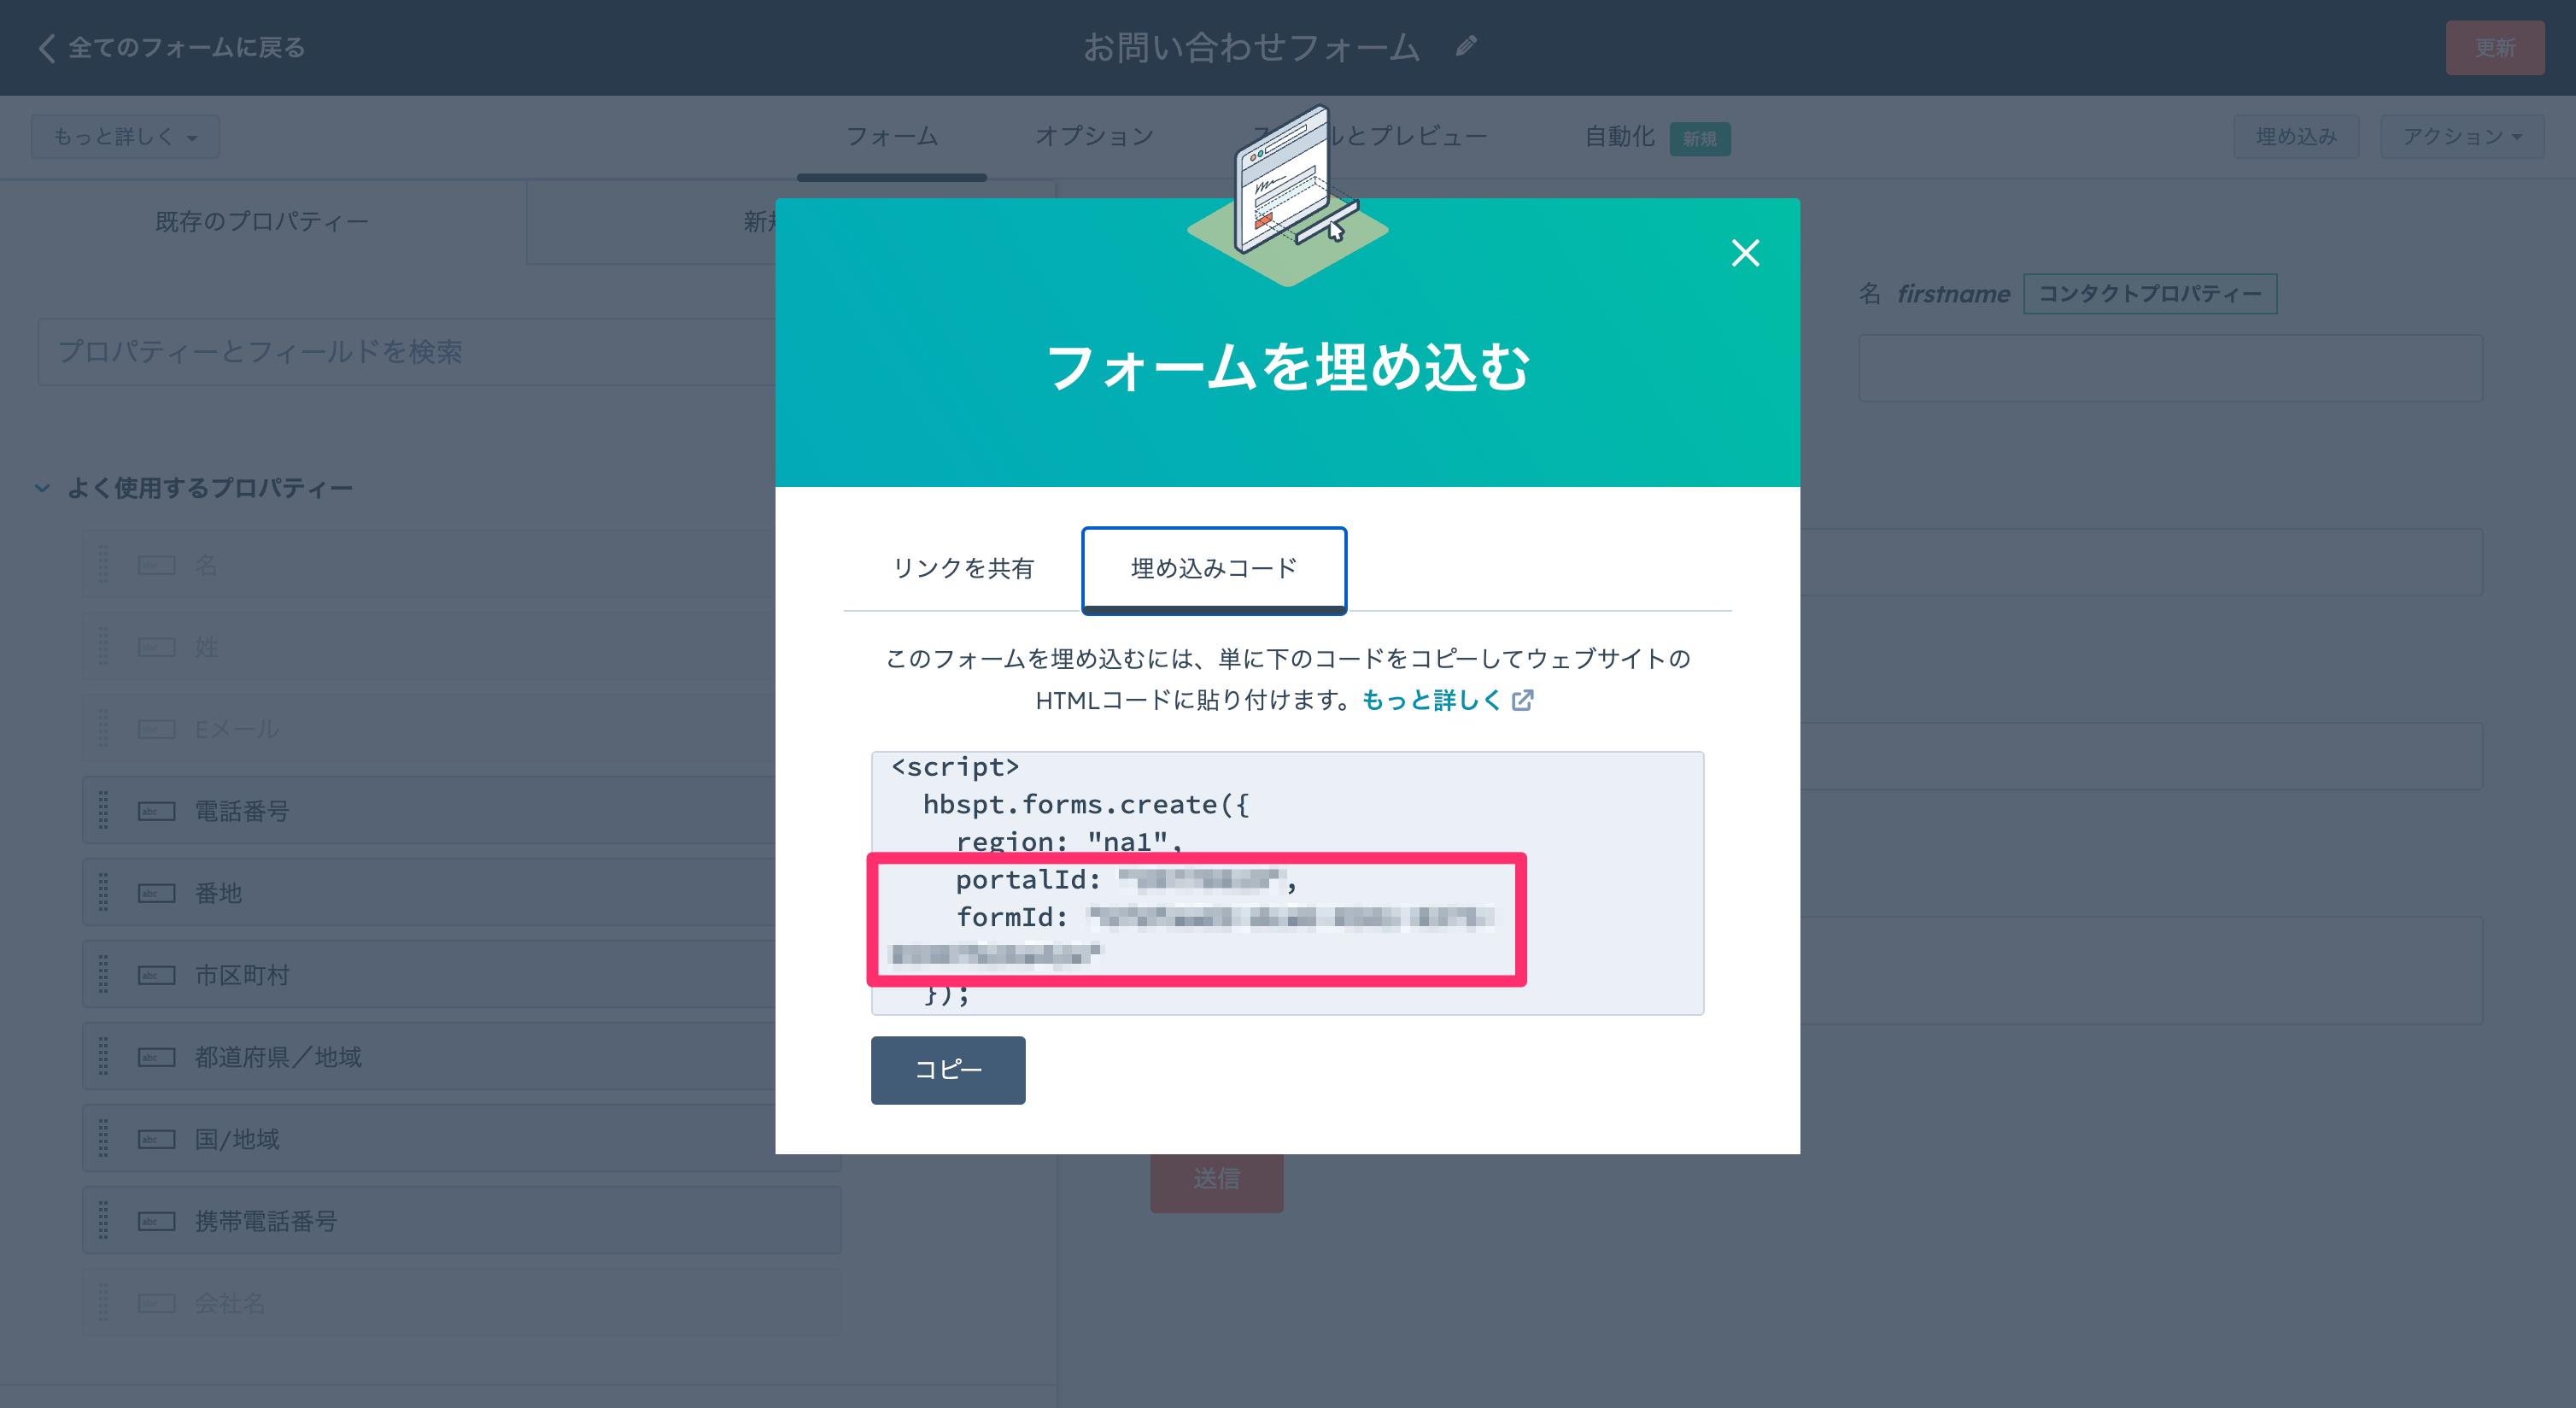 全てのフォームに戻る
お問い合わせフォーム
更新
もっと詳しく
フォーム
オプション
ルとプレビュー
自動化
新規
埋め込み
アクション
既存のプロパティー
新規
プロパティーとフィールドを検索
よく使用するプロパティー
名
姓
Eメール
abc 電話番号
abc 番地
abc 市区町村
abc 都道府県／地域
abc 国/地域
abc 携帯電話番号
会社名
名 firstname コンタクトプロパティー
フォームを埋め込む
リンクを共有
埋め込みコード
このフォームを埋め込むには、単に下のコードをコピーしてウェブサイトの
HTMLコードに貼り付けます。もっと詳しく
<script>
hbspt.forms.create({
region: "na1",
portalId: "",
formId: "
"
});
コピー
送信